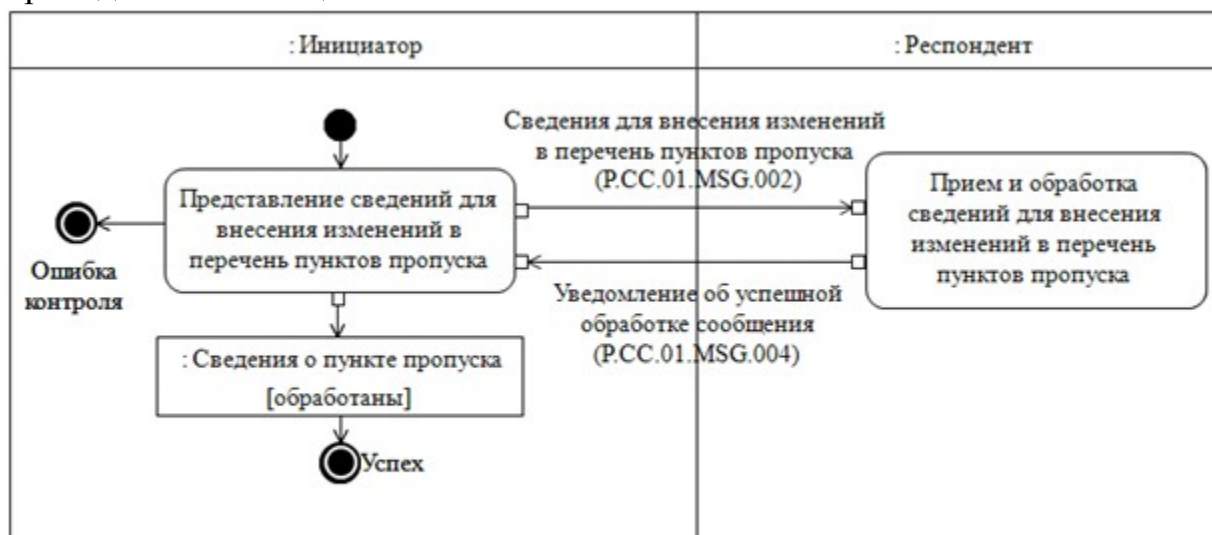 : Инициатор
: Респондент
Сведения для внесения изменений
в перечень пунктов пропуска
(P.CC.01.MSG.002)
Представление сведений для
внесения изменений в
перечень пунктов пропуска
Прием и обработка
сведений для внесения
изменений в перечень
пунктов пропуска
Ошибка
контроля
Уведомление об успешной
обработке сообщения
(P.CC.01.MSG.004)
: Сведения о пункте пропуска
[обработаны]
Успех